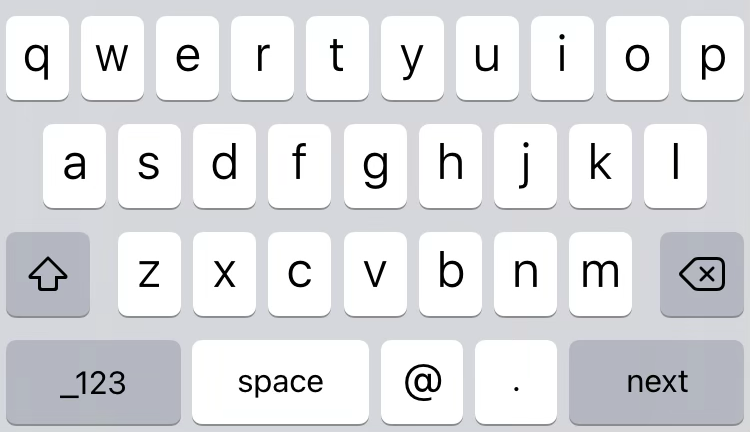 q w e r t y u i o p
a s d f g h j k l
z x c v b n m
_123 space @ . next